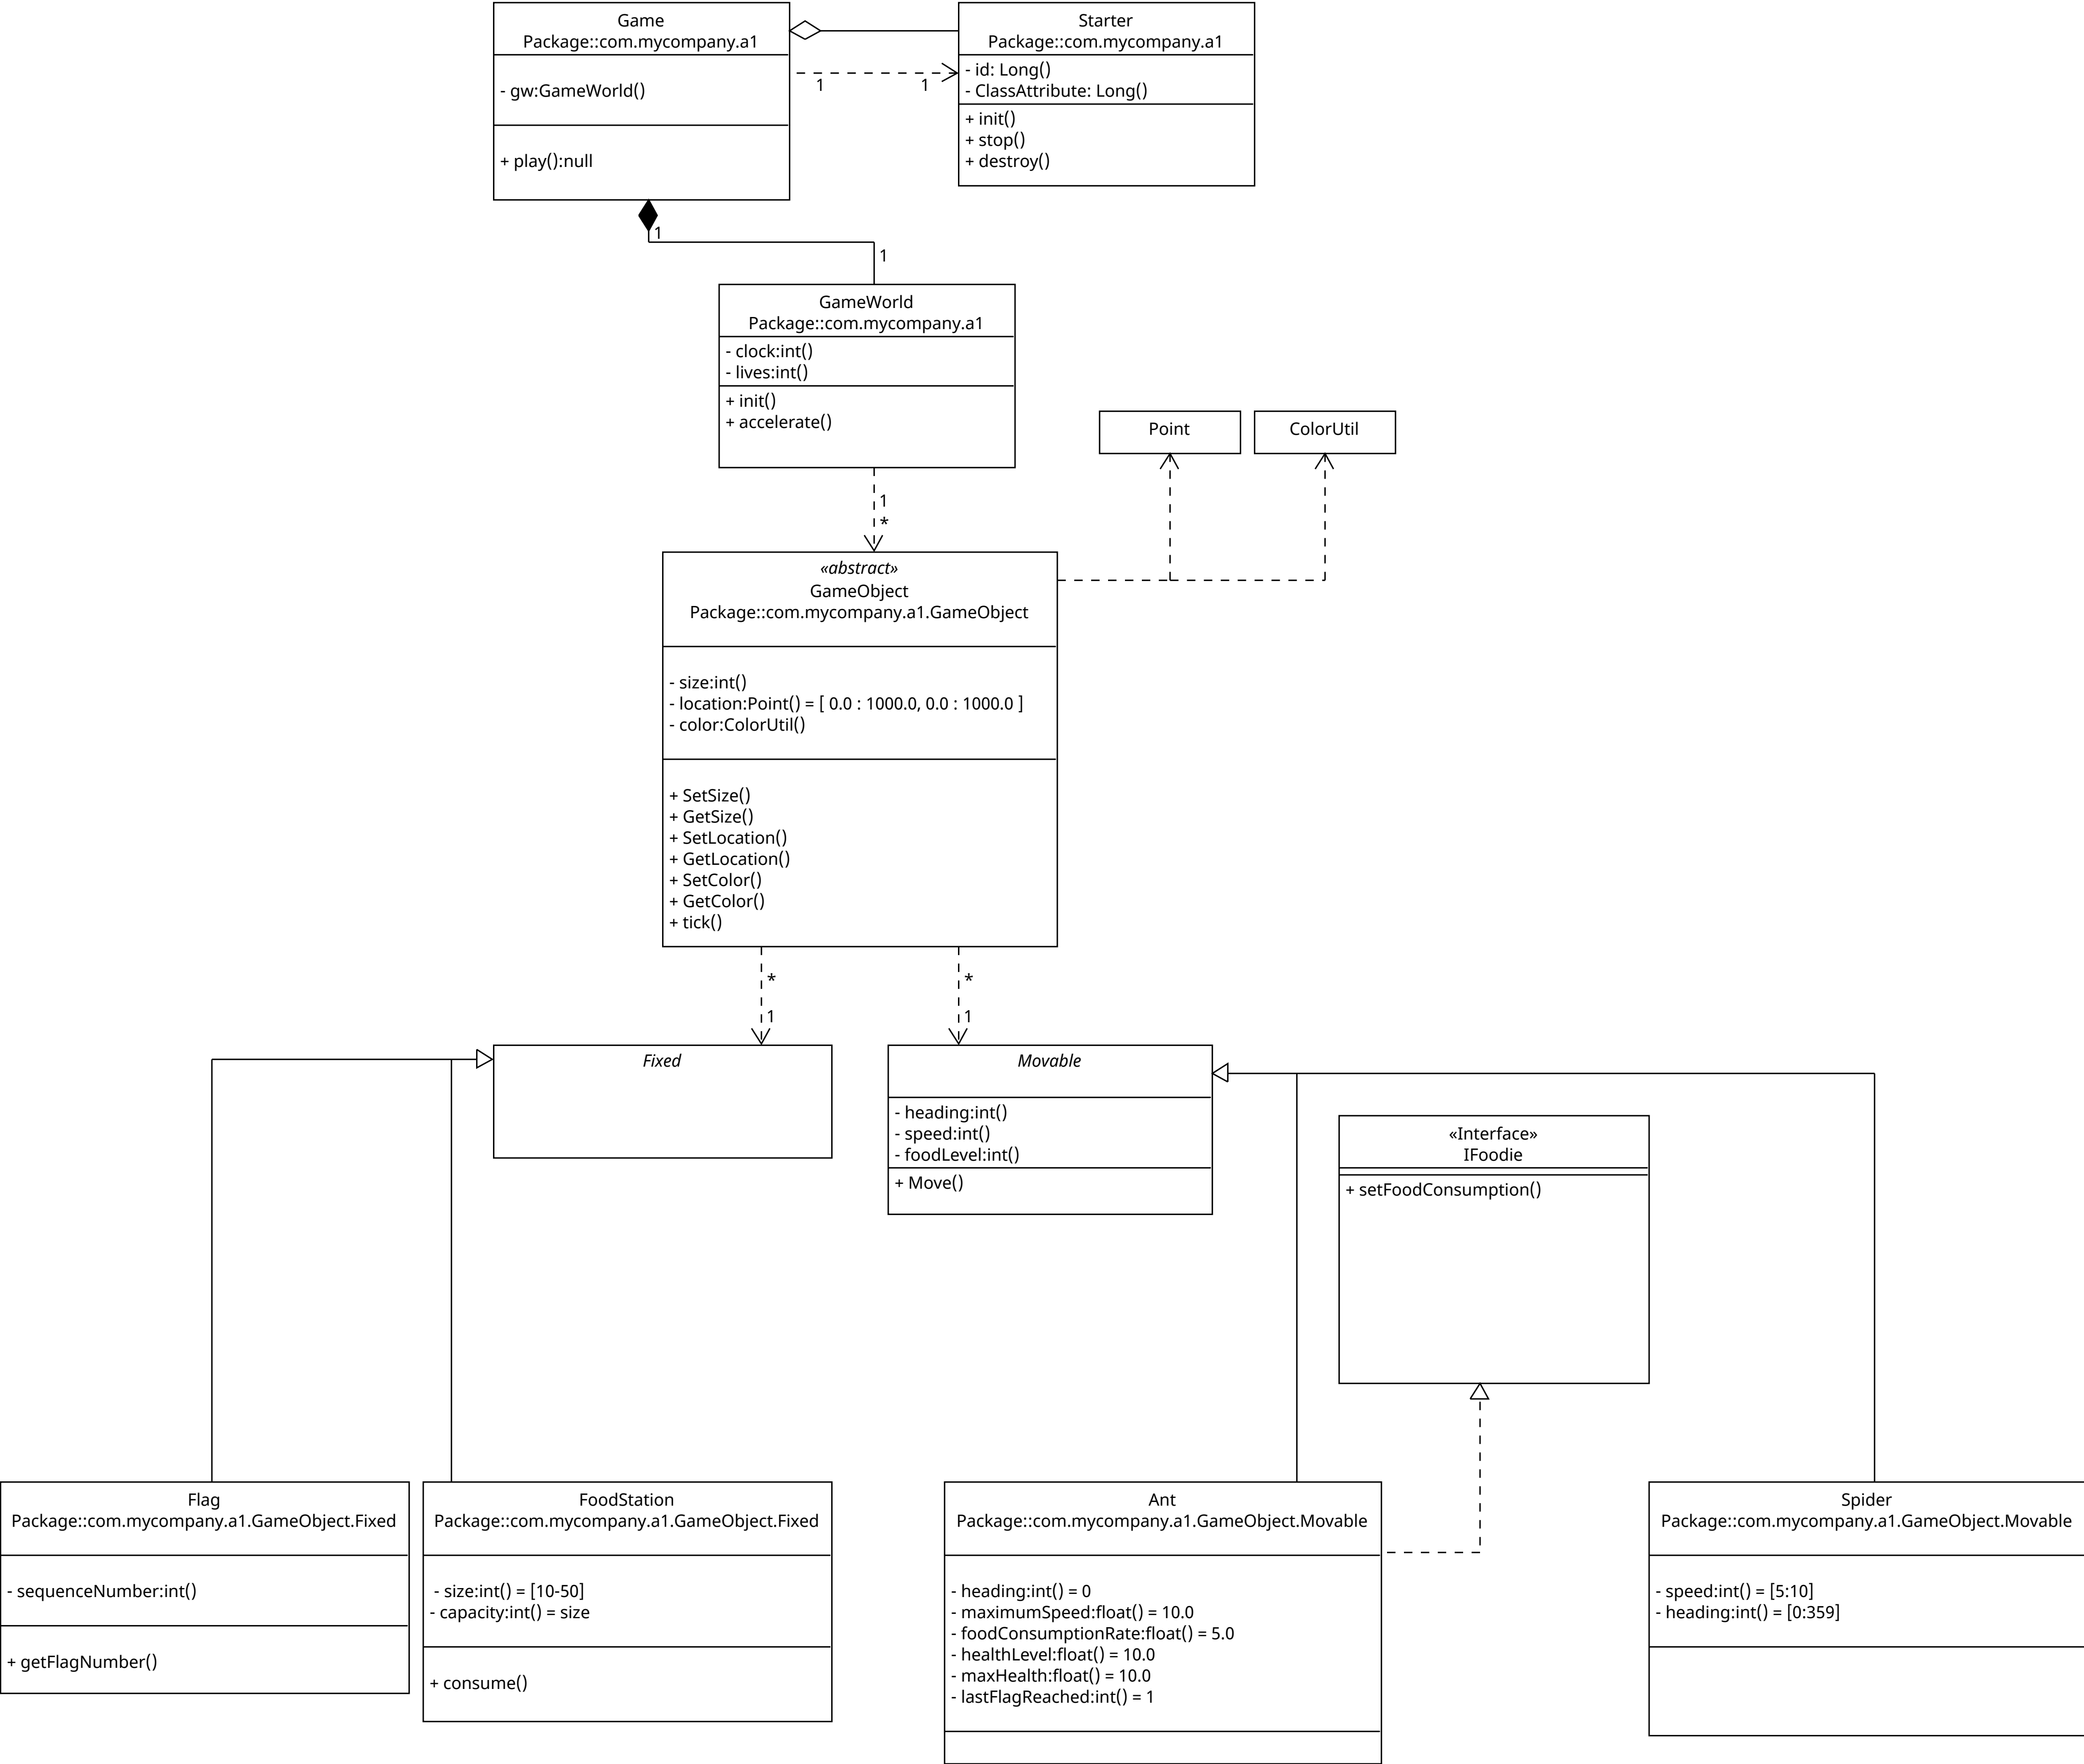 Game
Package::com.mycompany.a1
- gw:GameWorld()
+ play():null
Starter
Package::com.mycompany.a1
- id: Long()
- ClassAttribute: Long()
+ init()
+ stop()
+ destroy()
1
1
1
1
GameWorld
Package::com.mycompany.a1
- clock:int()
- lives:int()
+ init()
+ accelerate()
Point
ColorUtil
1
*
«abstract»
GameObject
Package::com.mycompany.a1.GameObject
- size:int()
- location:Point() = [ 0.0 : 1000.0, 0.0 : 1000.0 ]
- color:ColorUtil()
+ SetSize()
+ GetSize()
+ SetLocation()
+ GetLocation()
+ SetColor()
+ GetColor()
+ tick()
*
*
1
1
Fixed
Movable
- heading:int()
- speed:int()
- foodLevel:int()
+ Move()
«Interface»
IFoodie
+ setFoodConsumption()
Flag
Package::com.mycompany.a1.GameObject.Fixed
- sequenceNumber:int()
+ getFlagNumber()
FoodStation
Package::com.mycompany.a1.GameObject.Fixed
- size:int() = [10-50]
- capacity:int() = size
+ consume()
Ant
Package::com.mycompany.a1.GameObject.Movable
- heading:int() = 0
- maximumSpeed:float() = 10.0
- foodConsumptionRate:float() = 5.0
- healthLevel:float() = 10.0
- maxHealth:float() = 10.0
- lastFlagReached:int() = 1
Spider
Package::com.mycompany.a1.GameObject.Movable
- speed:int() = [5:10]
- heading:int() = [0:359]